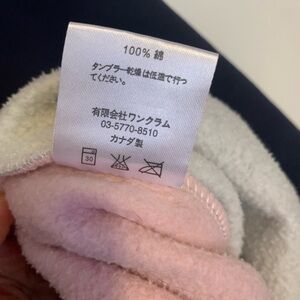 100% 綿
タンブラー乾燥は低温で行っ
てください。
有限会社ワンクラム
03-5770-8510
カナダ製
30